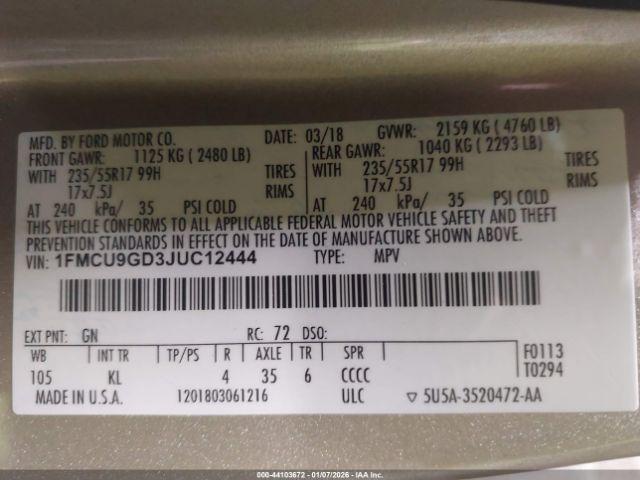 MFD. BY FORD MOTOR CO. DATE: 03/18 GVWR: 2159 KG ( 4760 LB)
FRONT GAWR: 1125 KG ( 2480 LB) REAR GAWR: 1040 KG ( 2293 LB)
WITH 235/55R17 99H TIRES WITH 235/55R17 99H TIRES
17x7.5J RIMS 17x7.5J RIMS
AT 240 kPa/ 35 PSI COLD AT 240 kPa/ 35 PSI COLD
THIS VEHICLE CONFORMS TO ALL APPLICABLE FEDERAL MOTOR VEHICLE SAFETY AND THEFT
PREVENTION STANDARDS IN EFFECT ON THE DATE OF MANUFACTURE SHOWN ABOVE.
VIN: 1FMCU9GD3JUC12444 TYPE: MPV
EXT PNT: GN RC: 72 DSO:
WB INT TR TP/PS R AXLE TR SPR F0113
105 KL 4 35 6 CCCC T0294
MADE IN U.S.A. 1201803061216 ULC ▽ 5U5A-3520472-AA
000-44103672 - 01/07/2026 - IAA Inc.